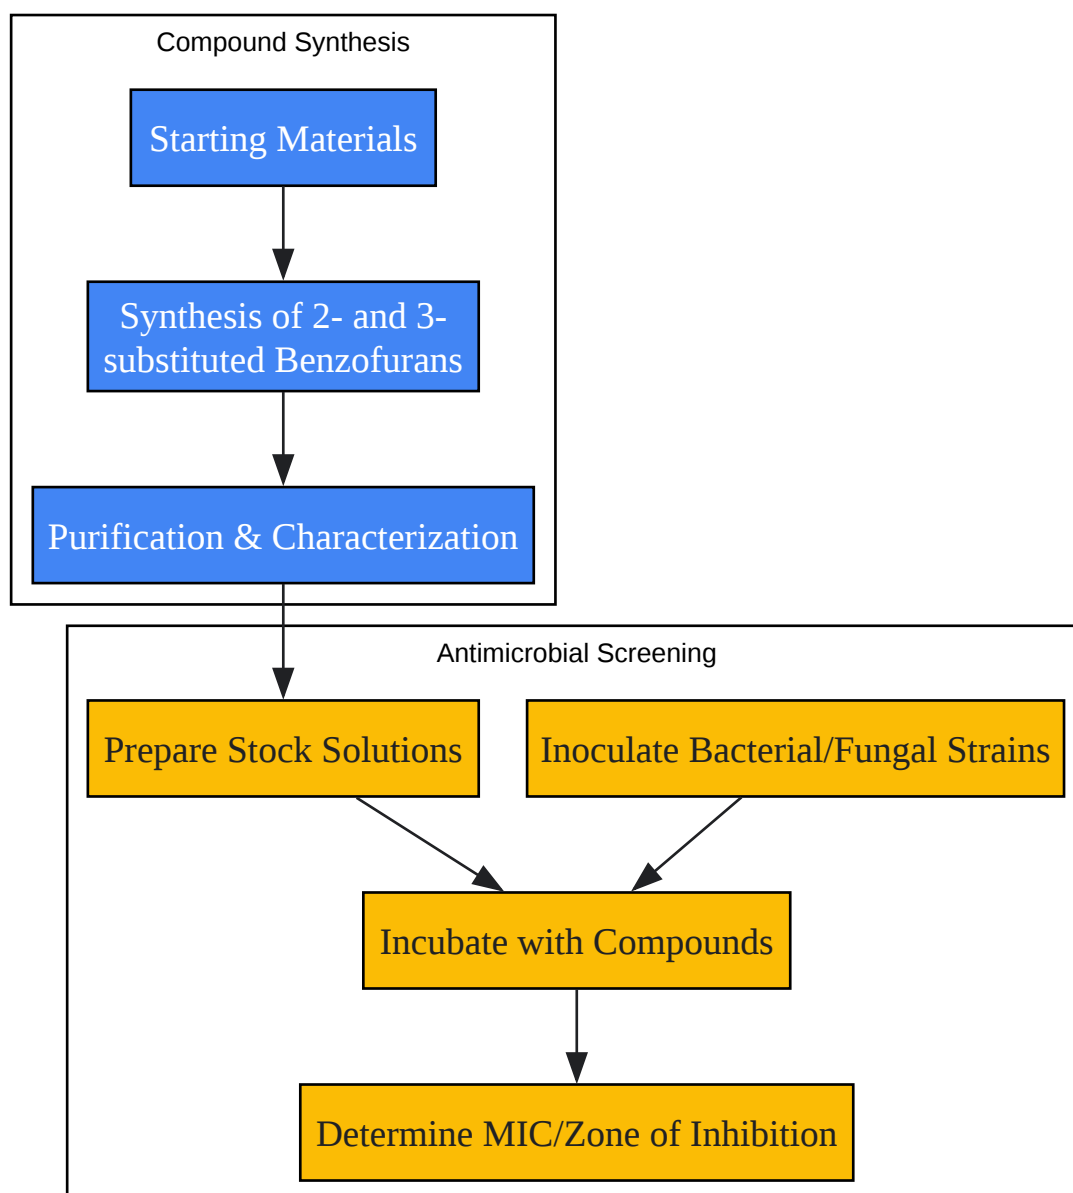 Compound Synthesis
Starting Materials
Synthesis of 2- and 3-
substituted Benzofurans
Purification & Characterization
Antimicrobial Screening
Prepare Stock Solutions
Inoculate Bacterial/Fungal Strains
Incubate with Compounds
Determine MIC/Zone of Inhibition